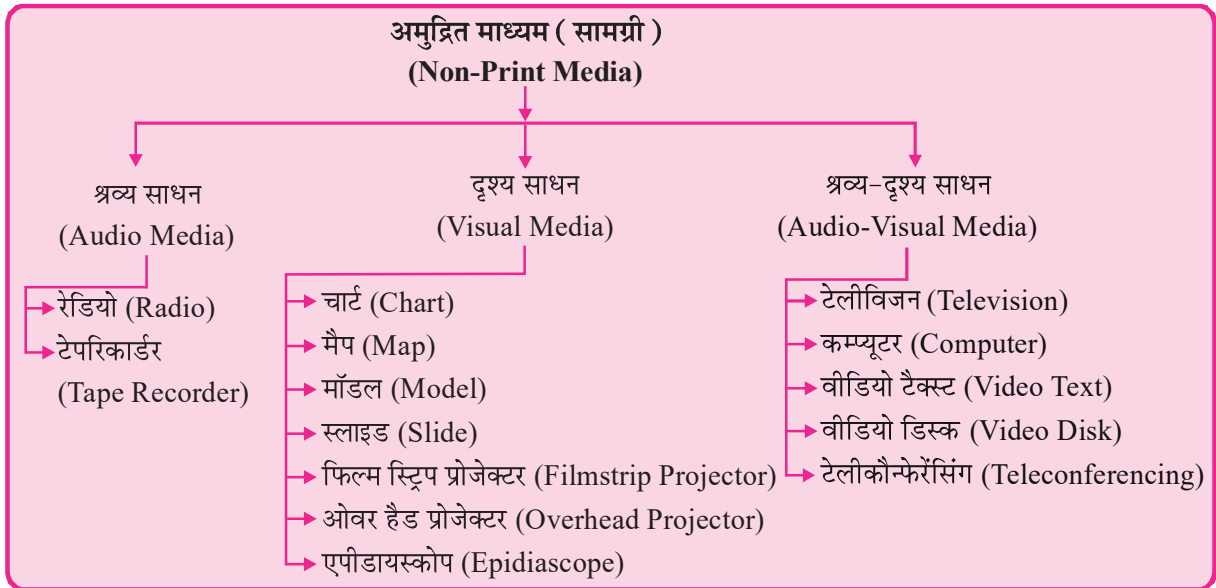 अमुद्रित माध्यम ( सामग्री )
(Non-Print Media)
श्रव्य साधन
(Audio Media)
रेडियो (Radio)
टेपरिकार्डर
(Tape Recorder)
दृश्य साधन
(Visual Media)
चार्ट (Chart)
मैप (Map)
मॉडल (Model)
स्लाइड (Slide)
फिल्म स्ट्रिप प्रोजेक्टर (Filmstrip Projector)
ओवर हैड प्रोजेक्टर (Overhead Projector)
एपीडायस्कोप (Epidiascope)
श्रव्य-दृश्य साधन
(Audio-Visual Media)
टेलीविजन (Television)
कम्प्यूटर (Computer)
वीडियो टैक्स्ट (Video Text)
वीडियो डिस्क (Video Disk)
टेलीकौन्फेरेंसिंग (Teleconferencing)